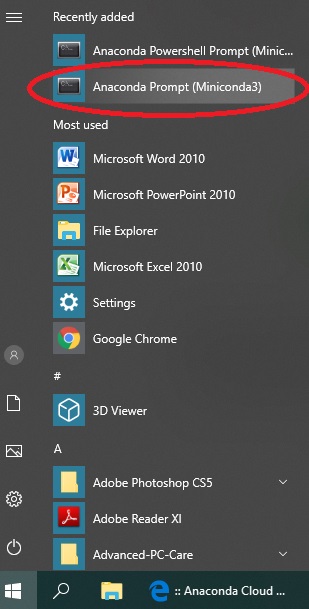 Recently added
Anaconda Powershell Prompt (Minic...
Anaconda Prompt (Miniconda3)
Most used
Microsoft Word 2010
Microsoft PowerPoint 2010
File Explorer
Microsoft Excel 2010
Settings
Google Chrome
#
3D Viewer
A
Adobe Photoshop CS5
Adobe Reader XI
Advanced-PC-Care
:: Anaconda Cloud ...